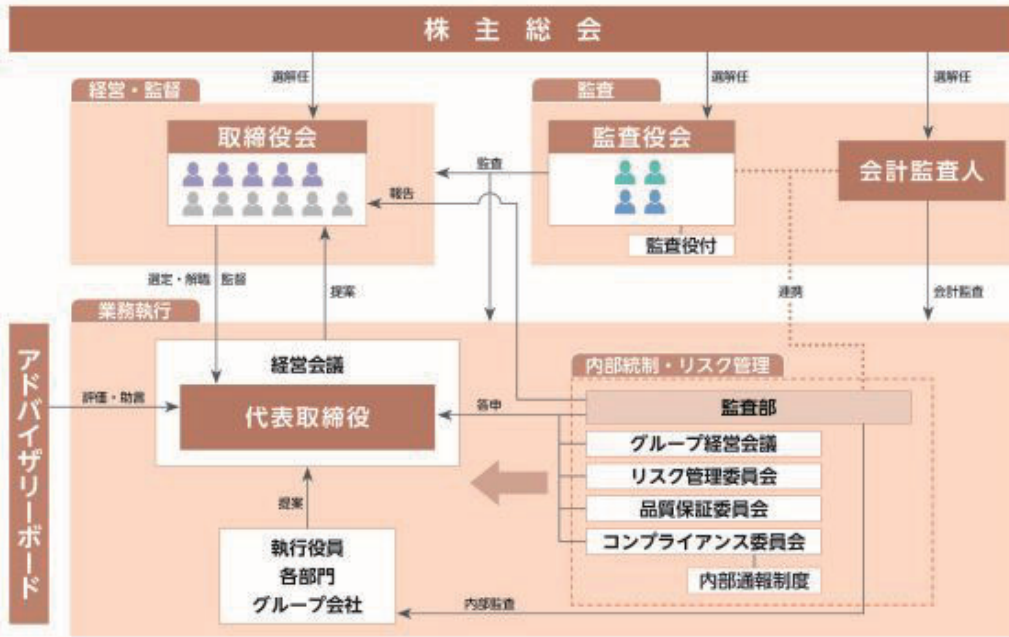 株主総会
選解任
選解任
選解任
経営・監督
監査
取締役会
監査役会
会計監査人
監査
報告
監査役付
選定・解職
監督
提案
連携
会計監査
業務執行
アドバイザリーボード
経営会議
内部統制・リスク管理
評価・助言
代表取締役
答申
監査部
グループ経営会議
リスク管理委員会
品質保証委員会
コンプライアンス委員会
内部通報制度
提案
執行役員
各部門
グループ会社
内部監査